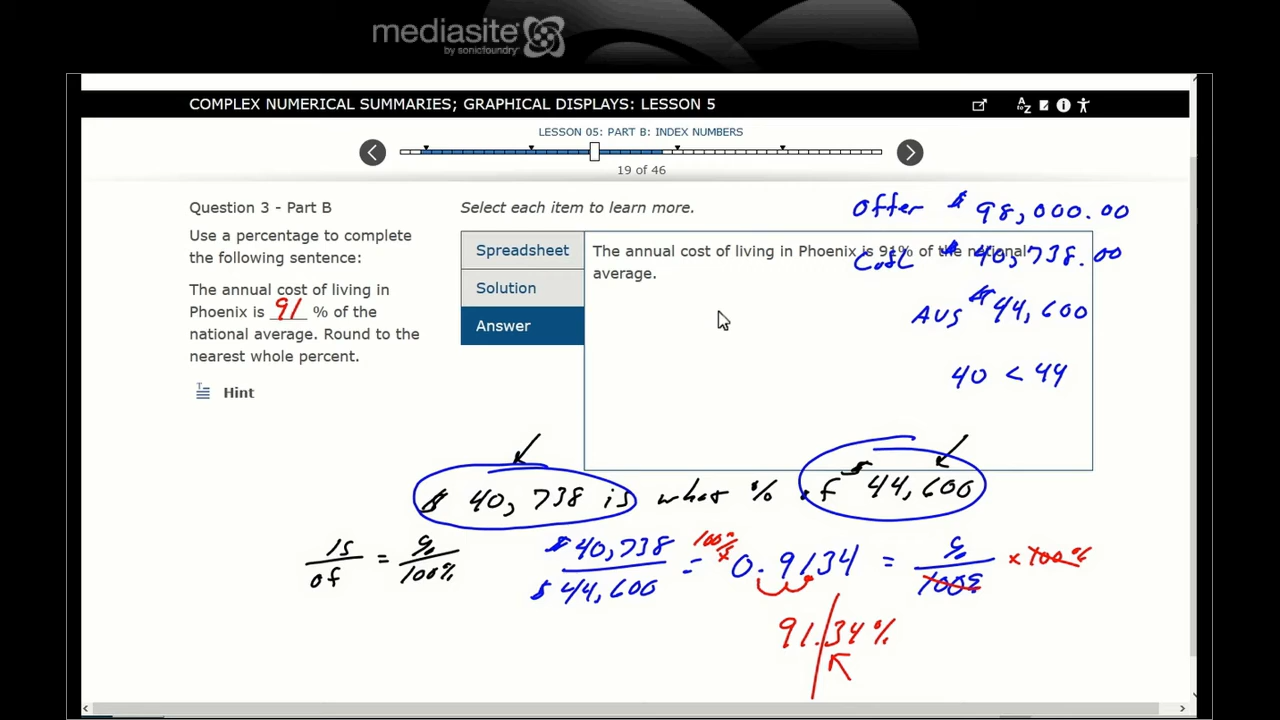 mediasite
by sonicfoundry
COMPLEX NUMERICAL SUMMARIES; GRAPHICAL DISPLAYS: LESSON 5
LESSON 05: PART B: INDEX NUMBERS
19 of 46
Question 3 - Part B
Use a percentage to complete
the following sentence:
The annual cost of living in
Phoenix is 91 % of the
national average. Round to the
nearest whole percent.
Hint
Select each item to learn more.
Spreadsheet
Solution
Answer
The annual cost of living in Phoenix is 91% of the national
average.
Offer $ 98,000.00
CoSL $ 40,738.00
Avg $44,600
40 < 44
$ 40,738 is what % of $44,600
is/of = %/100%
$40,738/$44,600 = 100% x 0.9134 = %/100% x 100%
91.34%